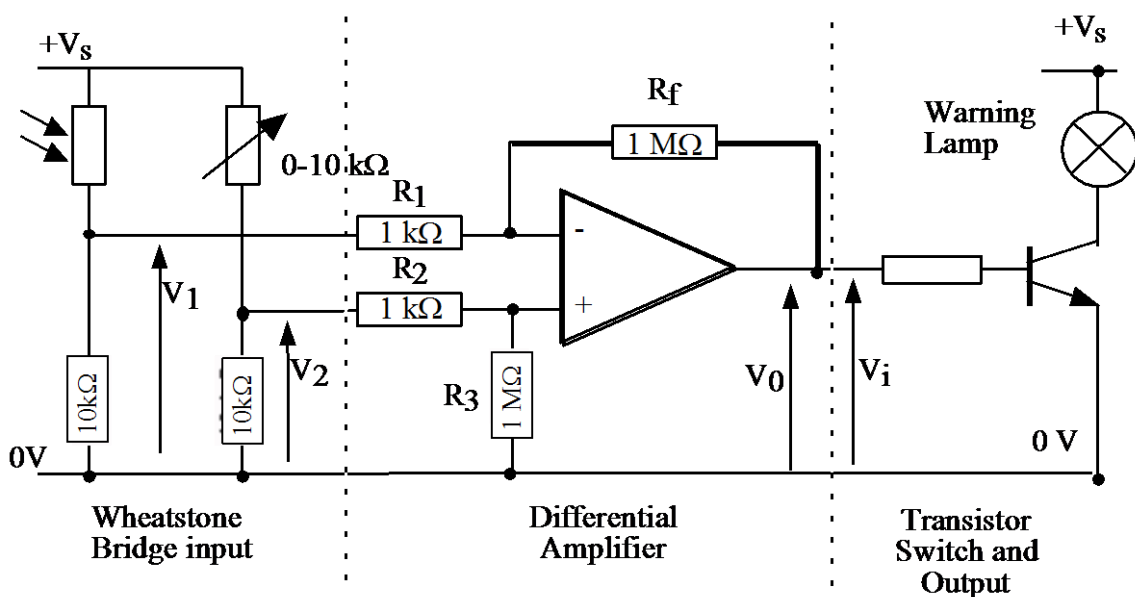 +Vs
+Vs
Rf
1 MΩ
Warning
Lamp
0-10 kΩ
R1
1 kΩ
-
R2
1 kΩ
+
V1
V2
R3
1 MΩ
V0
Vi
10kΩ
10kΩ
0V
0 V
Wheatstone
Bridge input
Differential
Amplifier
Transistor
Switch and
Output